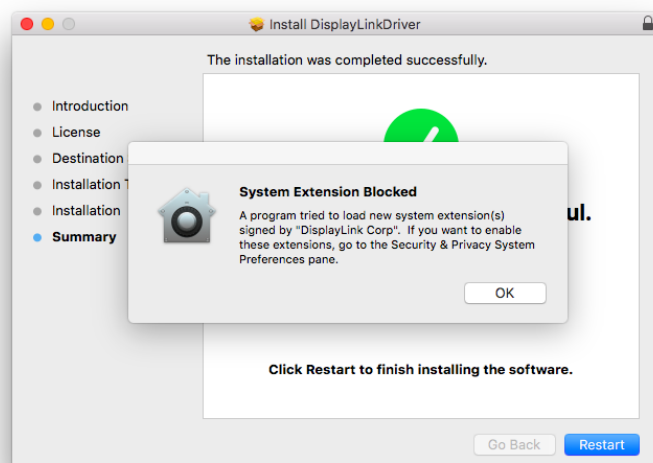 Install DisplayLinkDriver
The installation was completed successfully.
Introduction
License
Destination
Installation
Installation
Summary
System Extension Blocked
A program tried to load new system extension(s)
signed by "DisplayLink Corp". If you want to enable
these extensions, go to the Security & Privacy System
Preferences pane.
OK
Click Restart to finish installing the software.
Go Back
Restart